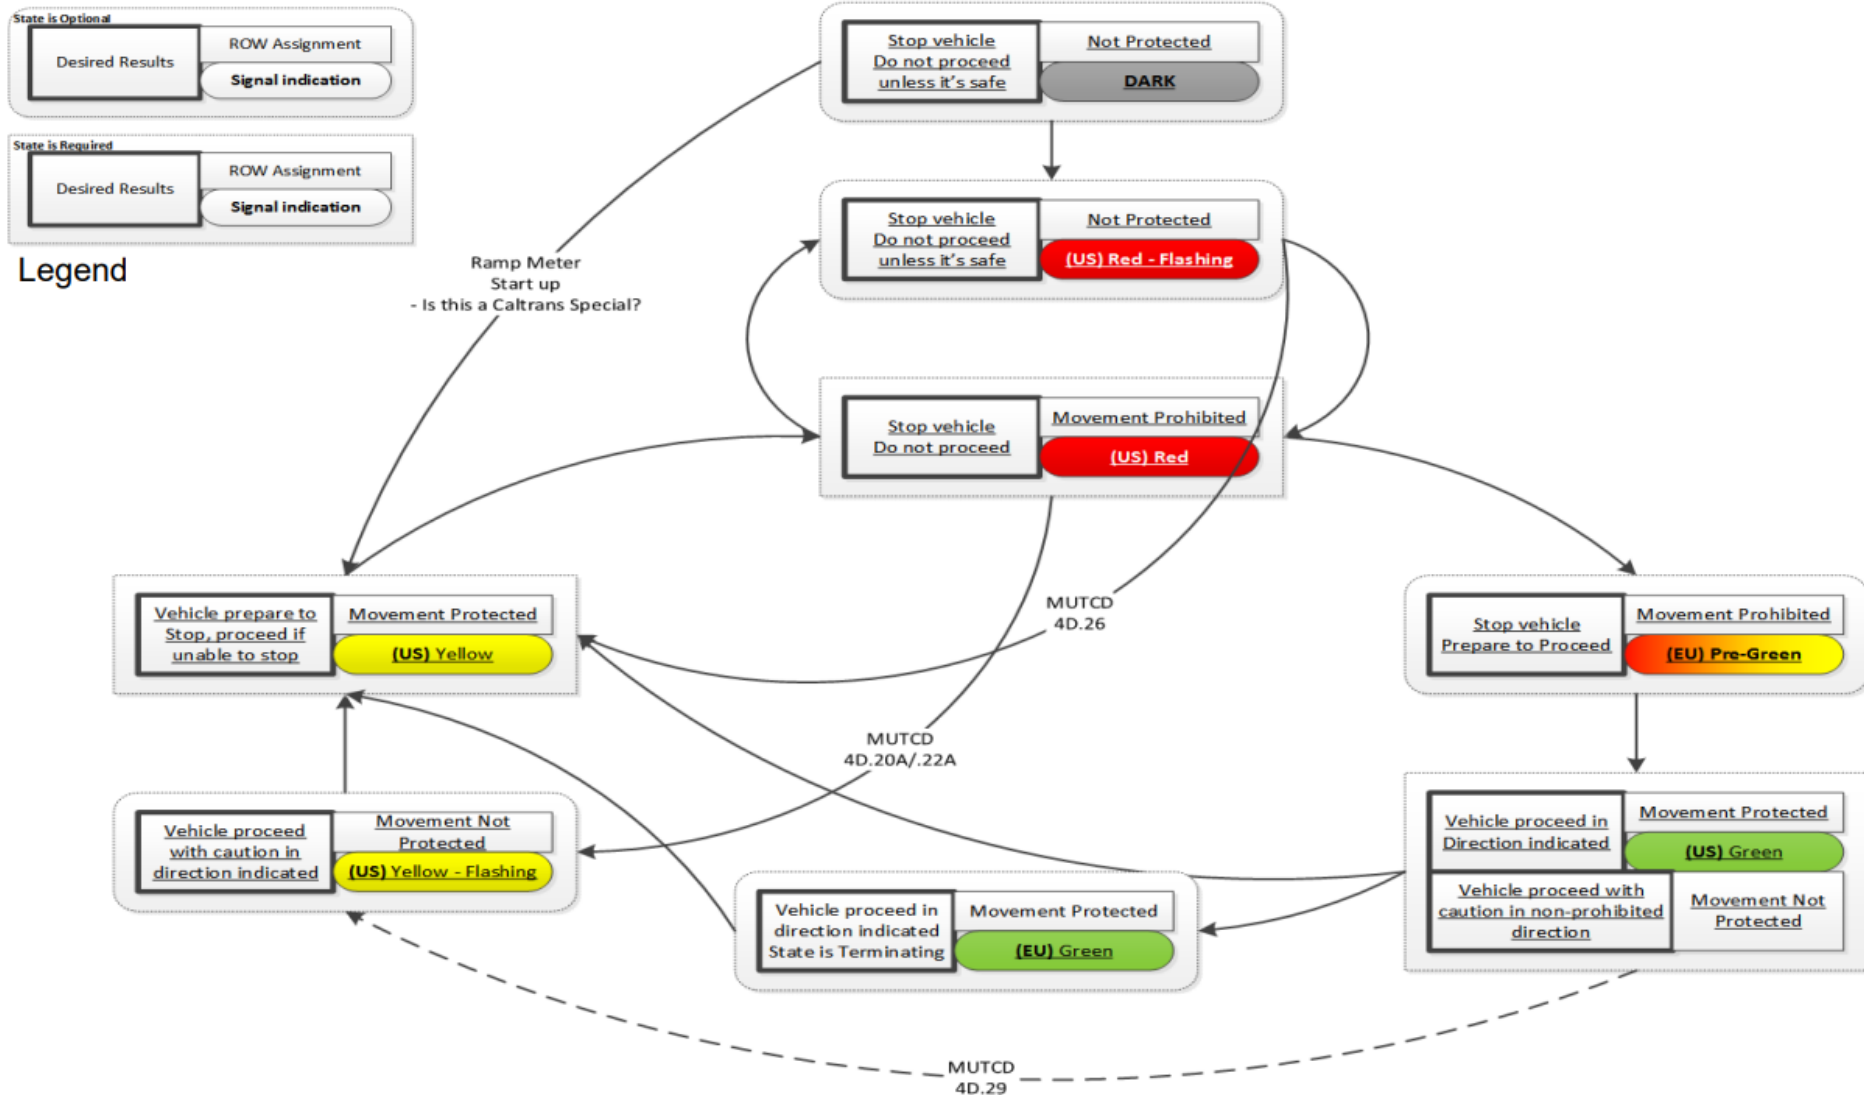 State is Optional
Desired Results
ROW Assignment
Signal indication
State is Required
Desired Results
ROW Assignment
Signal indication
Legend
Stop vehicle
Do not proceed
unless it's safe
Not Protected
DARK
Stop vehicle
Do not proceed
unless it's safe
Not Protected
(US) Red - Flashing
Ramp Meter
Start up
- Is this a Caltrans Special?
Stop vehicle
Do not proceed
Movement Prohibited
(US) Red
Vehicle prepare to
Stop, proceed if
unable to stop
Movement Protected
(US) Yellow
MUTCD
4D.26
Stop vehicle
Prepare to Proceed
Movement Prohibited
(EU) Pre-Green
MUTCD
4D.20A/.22A
Vehicle proceed
with caution in
direction indicated
Movement Not
Protected
(US) Yellow - Flashing
Vehicle proceed in
direction indicated
State is Terminating
Movement Protected
(EU) Green
Vehicle proceed in
Direction indicated
Movement Protected
(US) Green
Vehicle proceed with
caution in non-prohibited
direction
Movement Not
Protected
MUTCD
4D.29